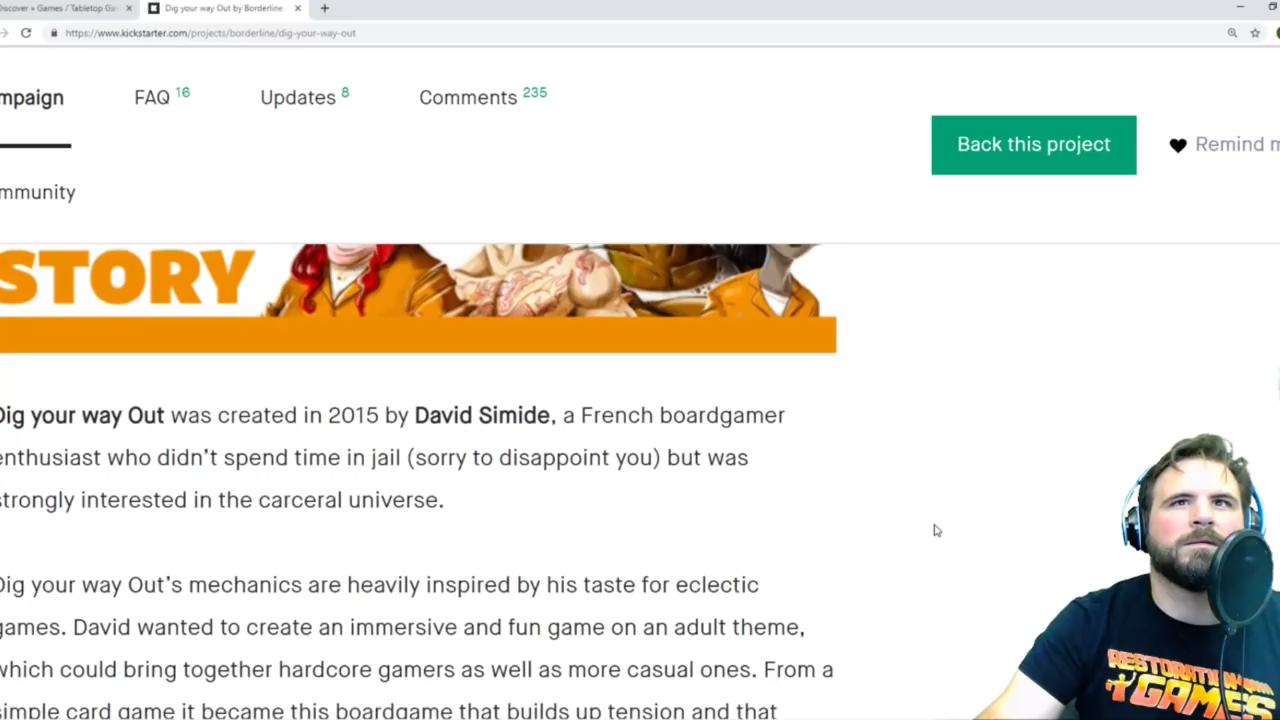 Discover » Games / Tabletop Ga
Dig your way Out by Borderline
https://www.kickstarter.com/projects/borderline/dig-your-way-out
mpaign
FAQ 16
Updates 8
Comments 235
Back this project
Remind m
mmunity
STORY
Dig your way Out was created in 2015 by David Simide, a French boardgamer
enthusiast who didn't spend time in jail (sorry to disappoint you) but was
strongly interested in the carceral universe.
Dig your way Out's mechanics are heavily inspired by his taste for eclectic
games. David wanted to create an immersive and fun game on an adult theme,
which could bring together hardcore gamers as well as more casual ones. From a
simple card game it became this boardgame that builds up tension and that
RESTORATION
GAMES